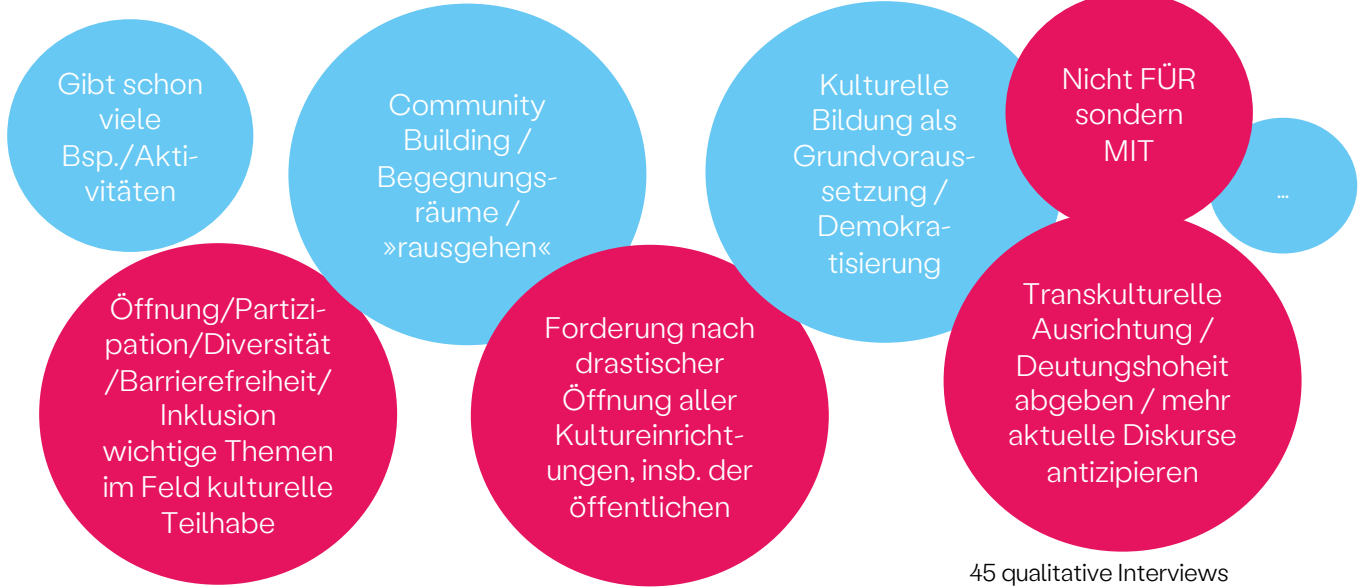 Gibt schon
viele
Bsp./Akti-
vitäten
Community
Building /
Begegnungs-
räume /
»rausgehen«
Kulturelle
Bildung als
Grundvoraus-
setzung /
Demokra-
tisierung
Nicht FÜR
sondern
MIT
...
Öffnung/Partizi-
pation/Diversität
/Barrierefreiheit/
Inklusion
wichtige Themen
im Feld kulturelle
Teilhabe
Forderung nach
drastischer
Öffnung aller
Kultureinricht-
ungen, insb. der
öffentlichen
Transkulturelle
Ausrichtung /
Deutungshoheit
abgeben / mehr
aktuelle Diskurse
antizipieren
45 qualitative Interviews